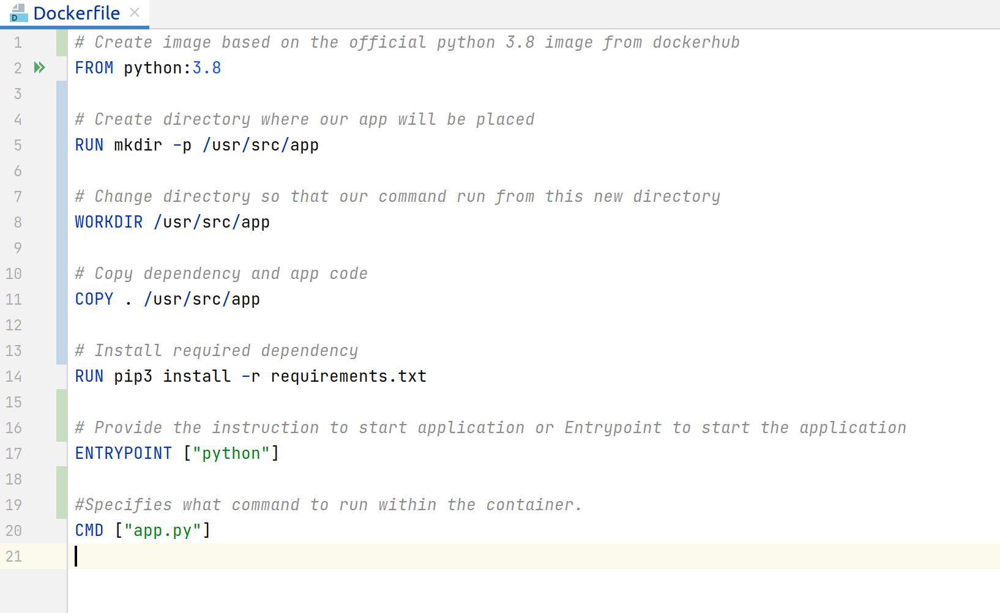 Dockerfile
1 # Create image based on the official python 3.8 image from dockerhub
2 FROM python:3.8
3
4 # Create directory where our app will be placed
5 RUN mkdir -p /usr/src/app
6
7 # Change directory so that our command run from this new directory
8 WORKDIR /usr/src/app
9
10 # Copy dependency and app code
11 COPY . /usr/src/app
12
13 # Install required dependency
14 RUN pip3 install -r requirements.txt
15
16 # Provide the instruction to start application or Entrypoint to start the application
17 ENTRYPOINT ["python"]
18
19 #Specifies what command to run within the container.
20 CMD ["app.py"]
21